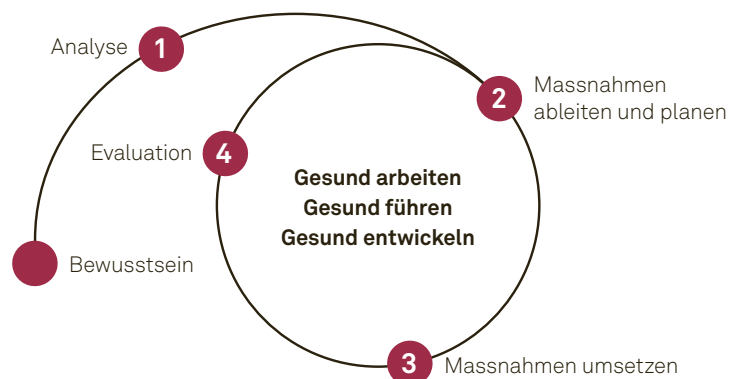 Analyse
1
2
Massnahmen
ableiten und planen
Evaluation
4
Gesund arbeiten
Gesund führen
Gesund entwickeln
Bewusstsein
3
Massnahmen umsetzen